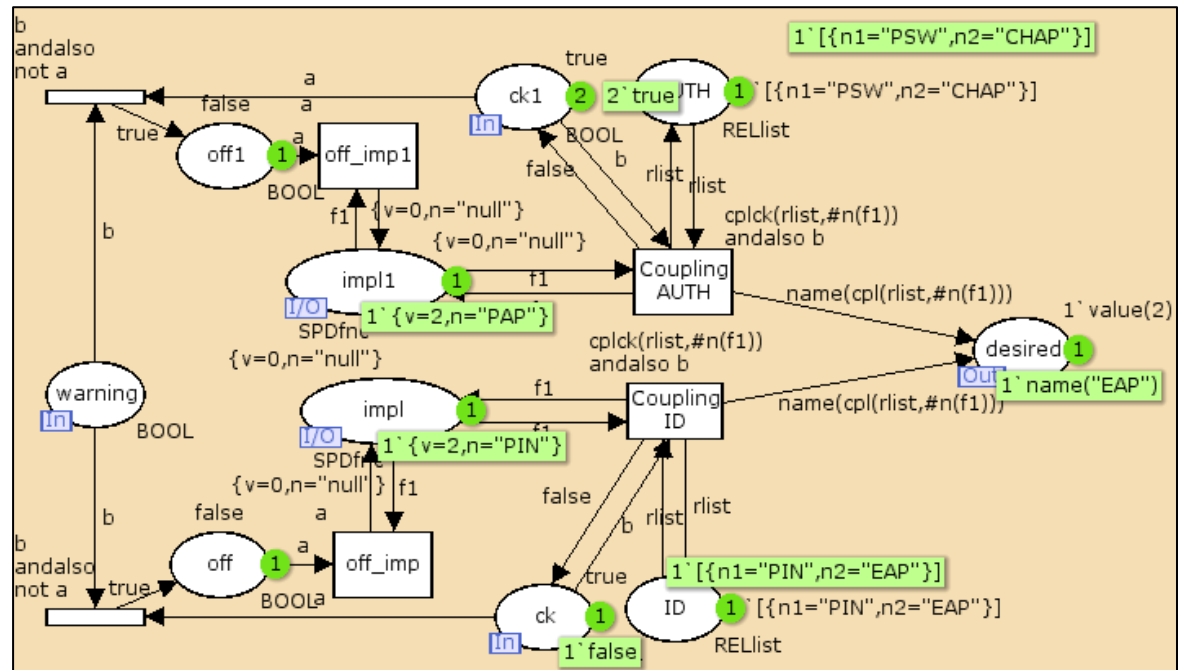 b
andalso
not a
a
true
false
a
true
off1
1
a
BOOL
off_imp1
ck1
In
2
2`true
BOOL
false
b
1`[{n1="PSW",n2="CHAP"}]
UTH
1
`[{n1="PSW",n2="CHAP"}]
RELlist
rlist
rlist
b
f1
{v=0,n="null"}
{v=0,n="null"}
impl1
1
I/O
1`{v=2,n="PAP"}
SPDfnc
f1
cplck(rlist,#n(f1))
andalso b
Coupling
AUTH
name(cpl(rlist,#n(f1)))
1`value(2)
desired
1
Out
1`name("EAP")
{v=0,n="null"}
cplck(rlist,#n(f1))
andalso b
warning
In
BOOL
impl
1
I/O
1`{v=2,n="PIN"}
SPDfnc
f1
f1
Coupling
ID
name(cpl(rlist,#n(f1)))
{v=0,n="null"}
f1
b
false
b
rlist
rlist
b
andalso
not a
true
false
off
1
a
a
BOOL
a
off_imp
true
ck
1
In
1`false
1`[{n1="PIN",n2="EAP"}]
ID
1
`[{n1="PIN",n2="EAP"}]
RELlist